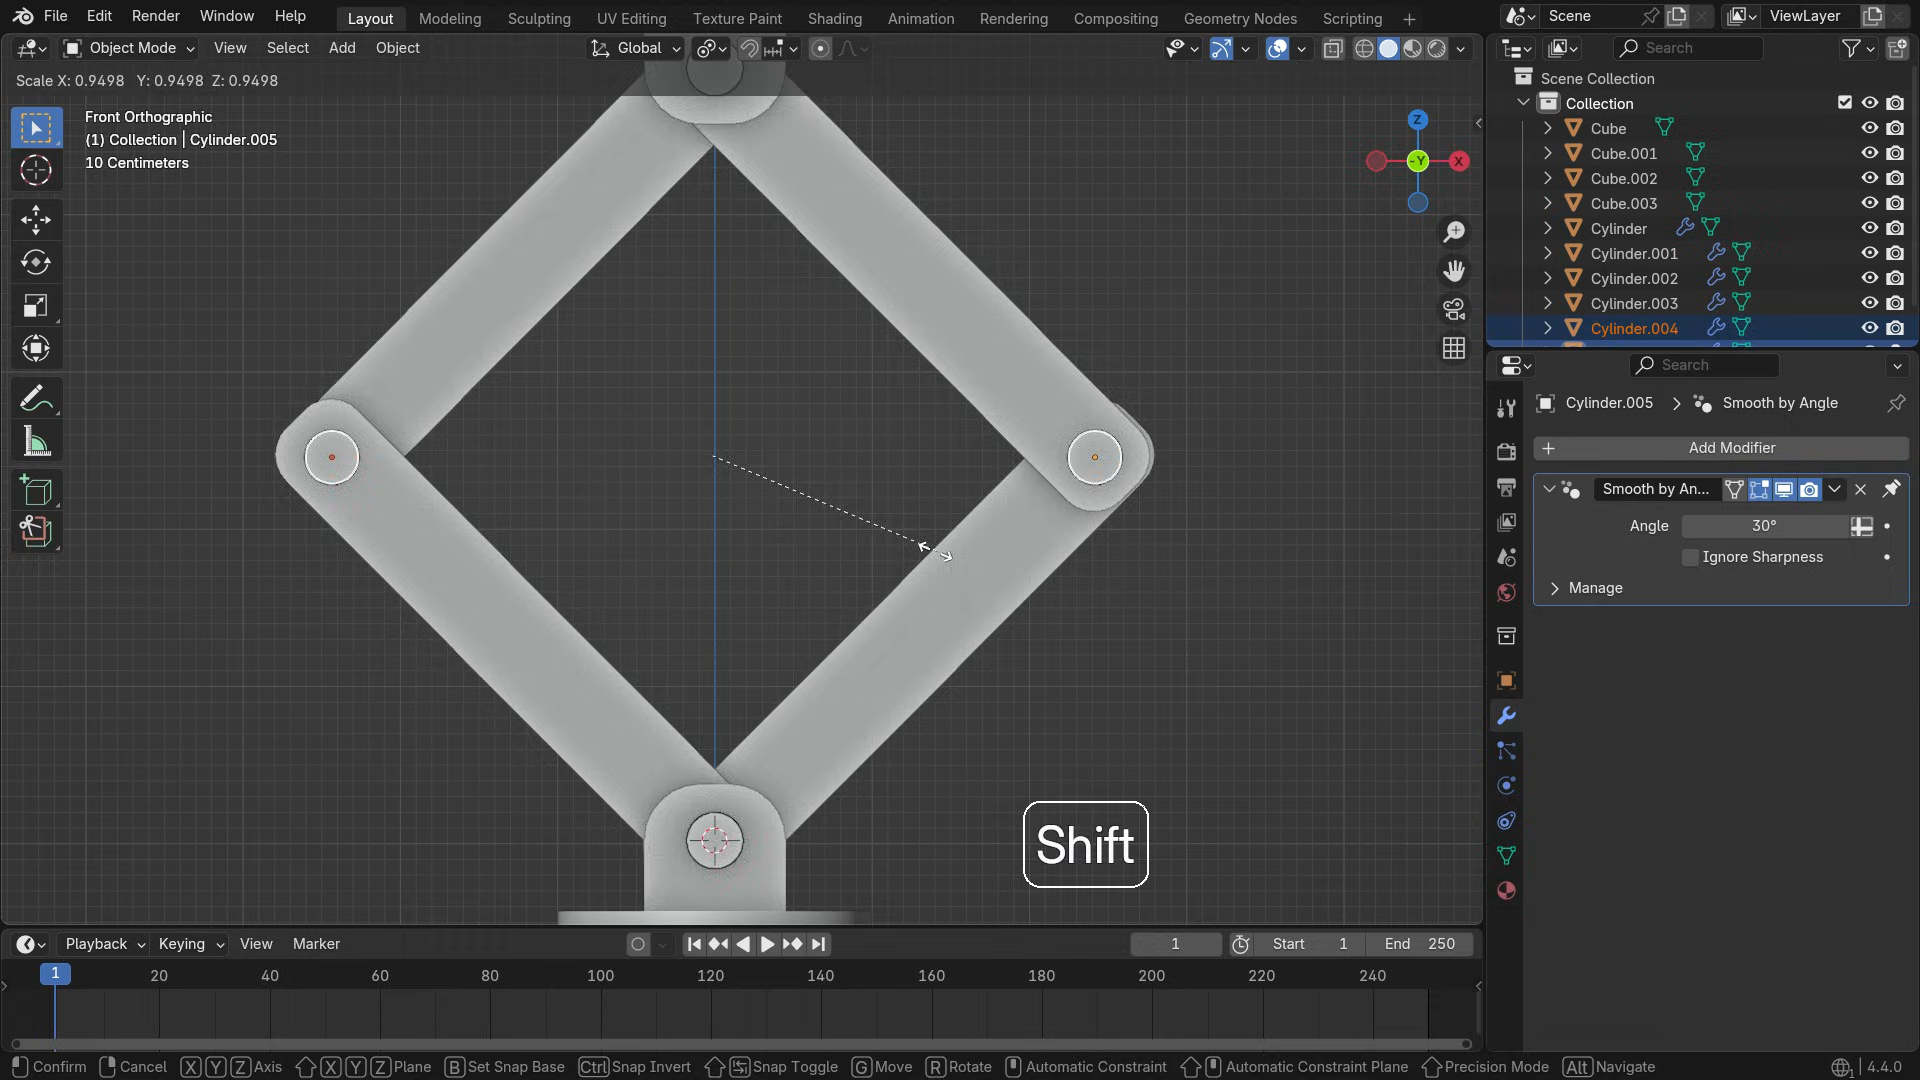 File Edit Render Window Help Layout Modeling Sculpting UV Editing Texture Paint Shading Animation Rendering Compositing Geometry Nodes Scripting + Scene ViewLayer
Object Mode View Select Add Object Global Search
Scale X: 0.9498 Y: 0.9498 Z: 0.9498
Front Orthographic
(1) Collection | Cylinder.005
10 Centimeters
Z
-Y
X
Scene Collection
Collection
Cube
Cube.001
Cube.002
Cube.003
Cylinder
Cylinder.001
Cylinder.002
Cylinder.003
Cylinder.004
Search
Cylinder.005 > Smooth by Angle
+ Add Modifier
Smooth by An...
Angle 30°
Ignore Sharpness
Manage
Shift
Playback Keying View Marker 1 Start 1 End 250
1 20 40 60 80 100 120 140 160 180 200 220 240
Confirm Cancel X Y Z Axis X Y Z Plane B Set Snap Base Ctrl Snap Invert Snap Toggle G Move R Rotate Automatic Constraint Automatic Constraint Plane Precision Mode Alt Navigate 4.4.0